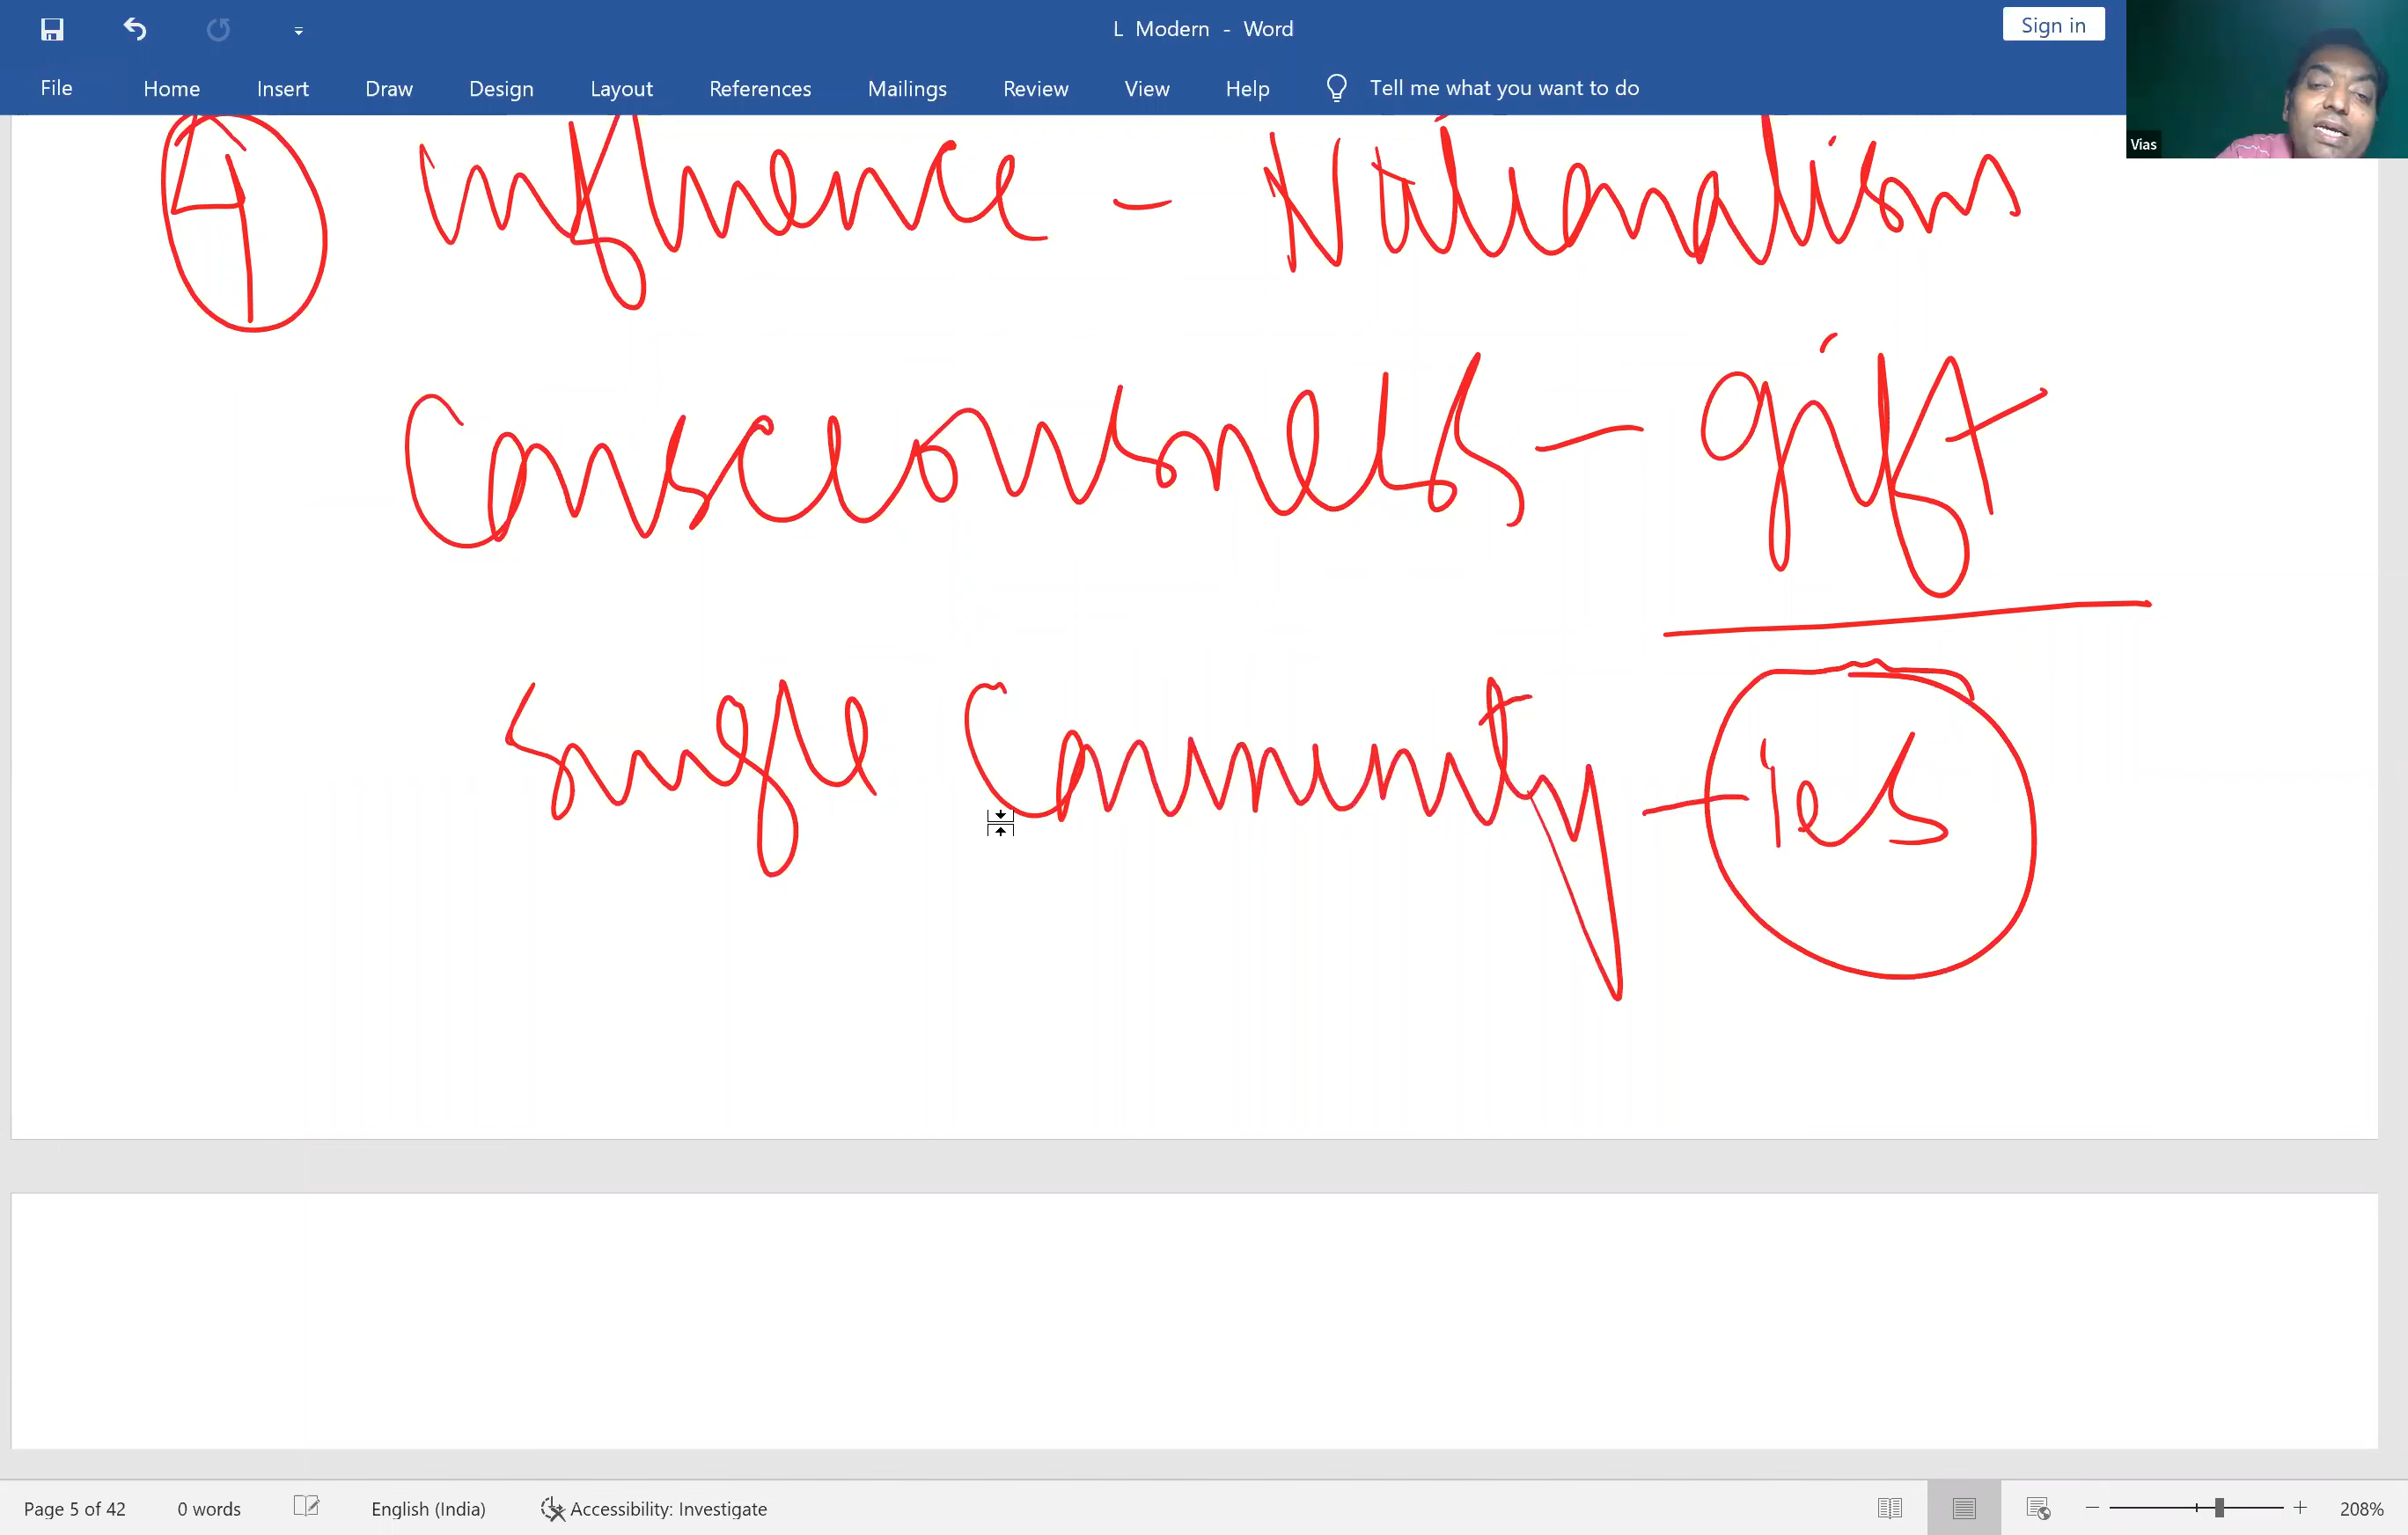 L Modern - Word
Sign in
File Home Insert Draw Design Layout References Mailings Review View Help Tell me what you want to do
Vias
4 influence - Nationalism
Consciousness - gift
Single Community - ies
Page 5 of 42 0 words English (India) Accessibility: Investigate 208%